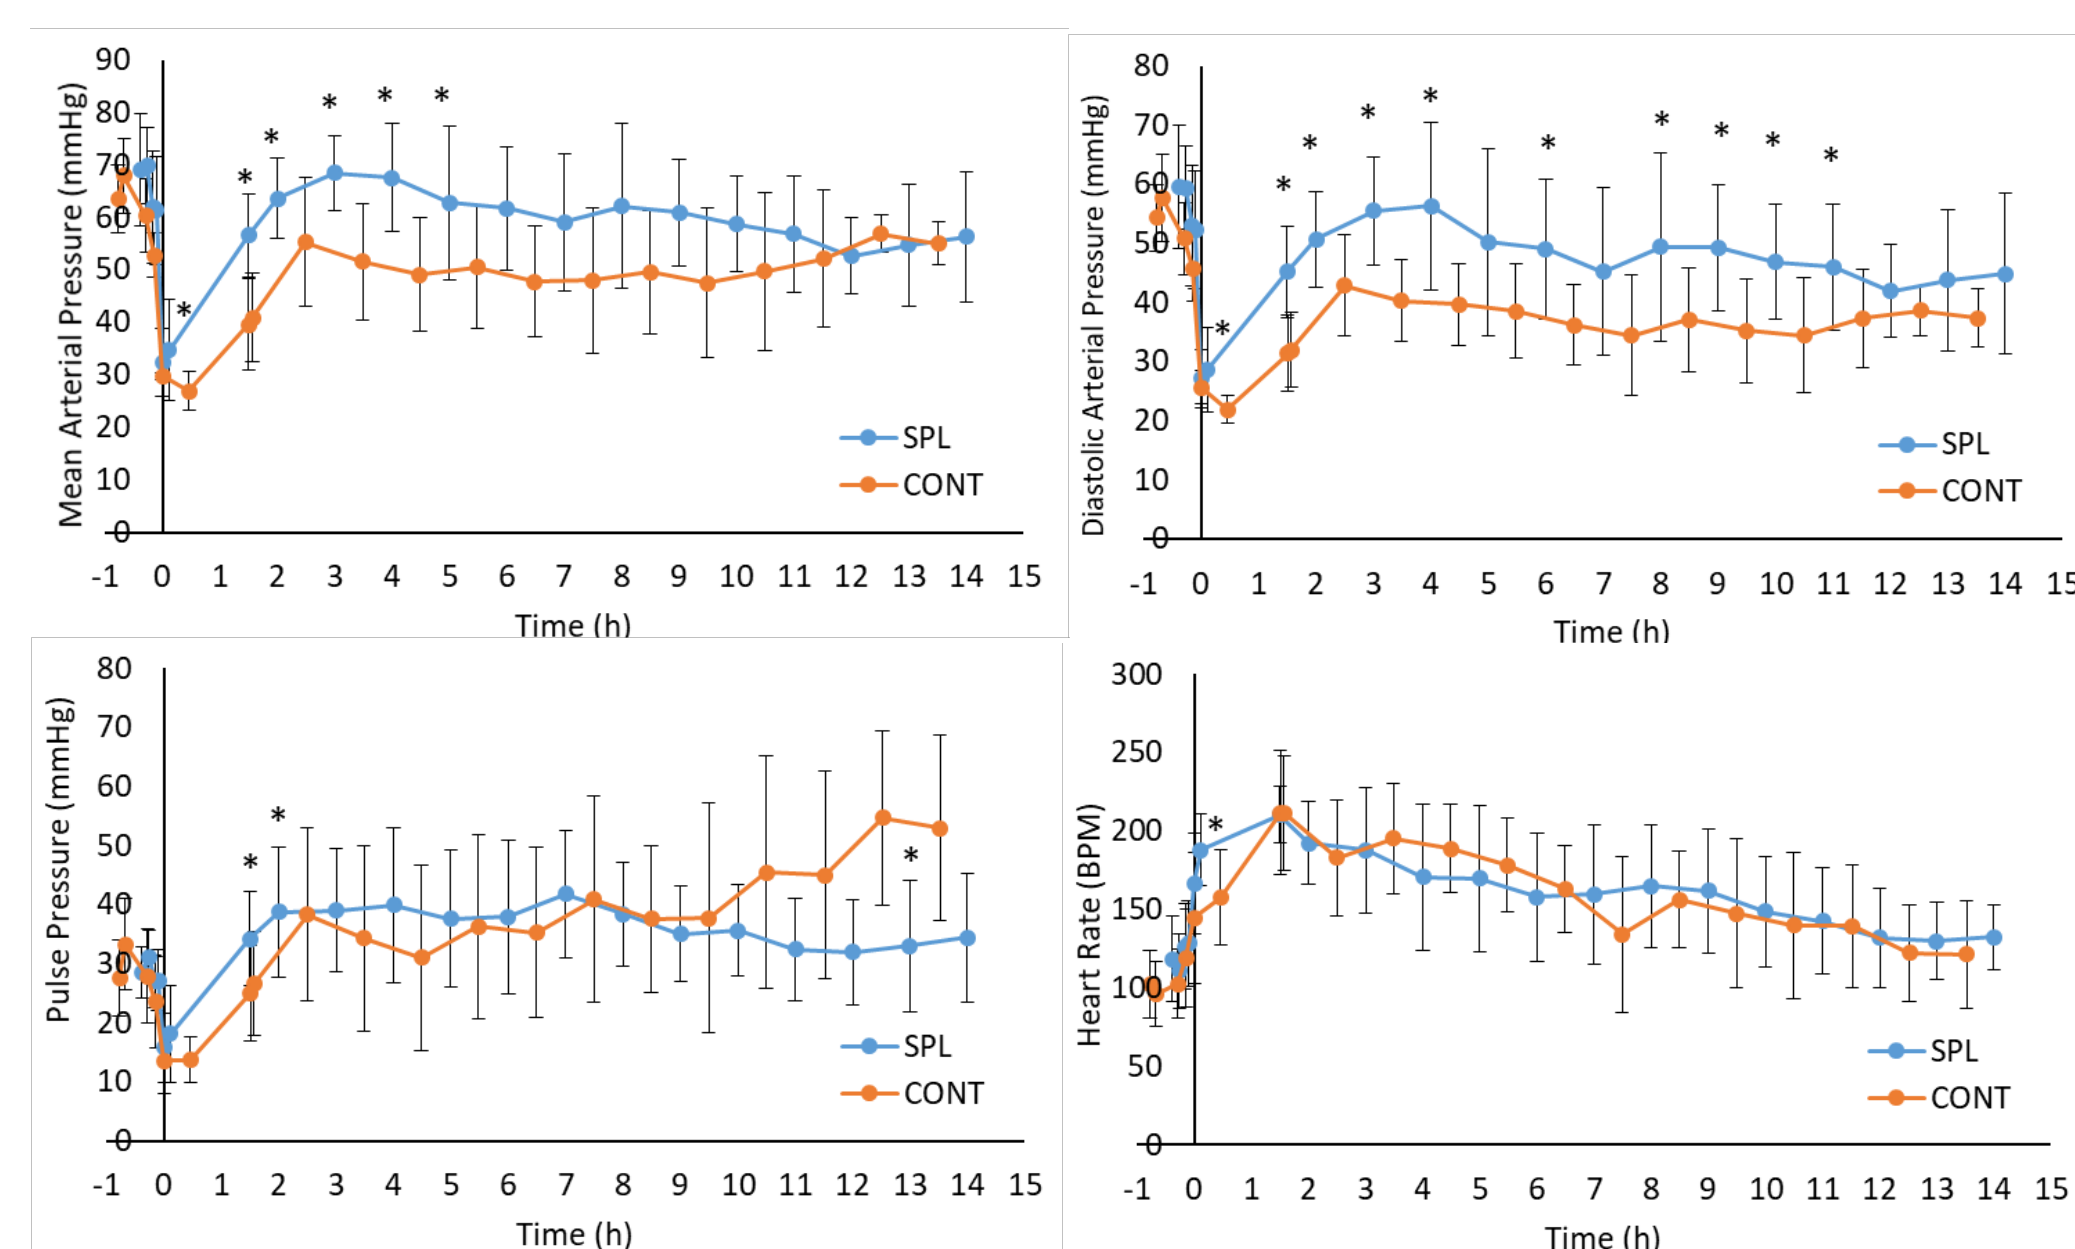 Mean Arterial Pressure (mmHg)
90
80
70
60
50
40
30
20
10
0
* * * * * *
SPL
CONT
-1 0 1 2 3 4 5 6 7 8 9 10 11 12 13 14 15
Time (h)
Diastolic Arterial Pressure (mmHg)
80
70
60
50
40
30
20
10
0
* * * * * * * * * *
SPL
CONT
-1 0 1 2 3 4 5 6 7 8 9 10 11 12 13 14 15
Time (h)
Pulse Pressure (mmHg)
80
70
60
50
40
30
20
10
0
* * *
SPL
CONT
-1 0 1 2 3 4 5 6 7 8 9 10 11 12 13 14 15
Time (h)
Heart Rate (BPM)
300
250
200
150
100
50
0
*
SPL
CONT
-1 0 1 2 3 4 5 6 7 8 9 10 11 12 13 14 15
Time (h)